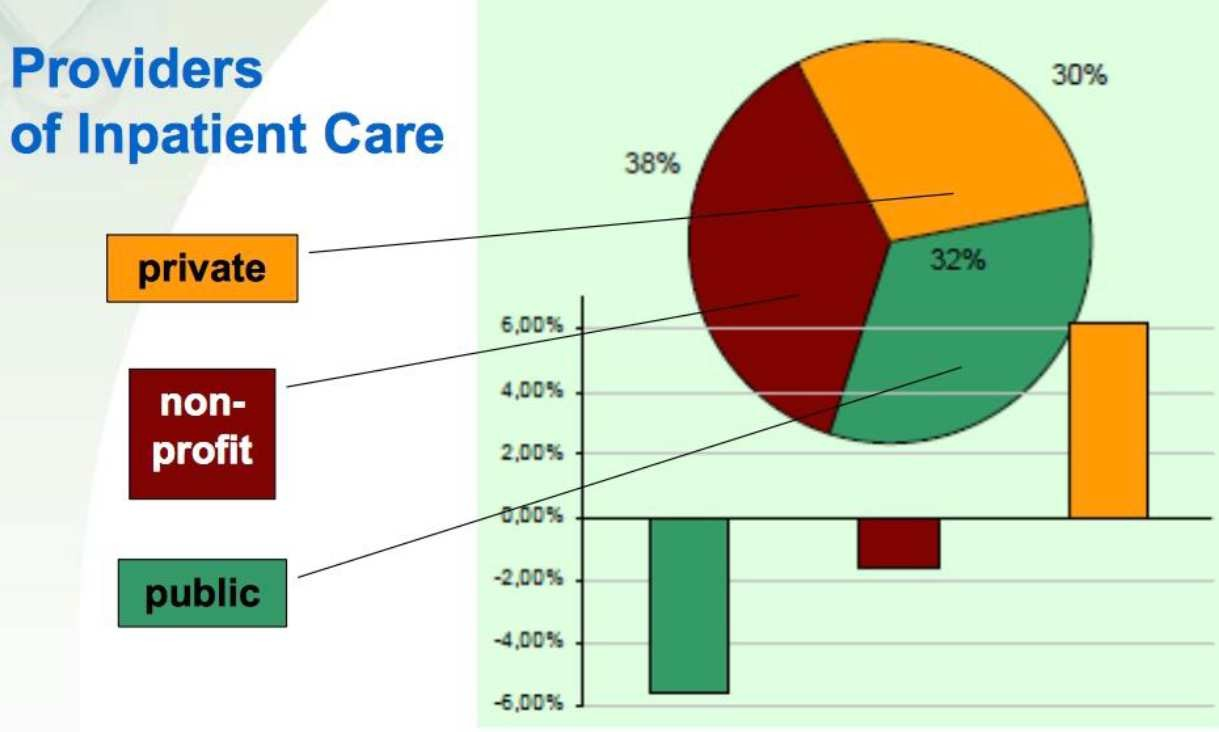 Providers
of Inpatient Care
private
non-
profit
public
30%
38%
32%
6,00%
4,00%
2,00%
0,00%
-2,00%
-4,00%
-6,00%